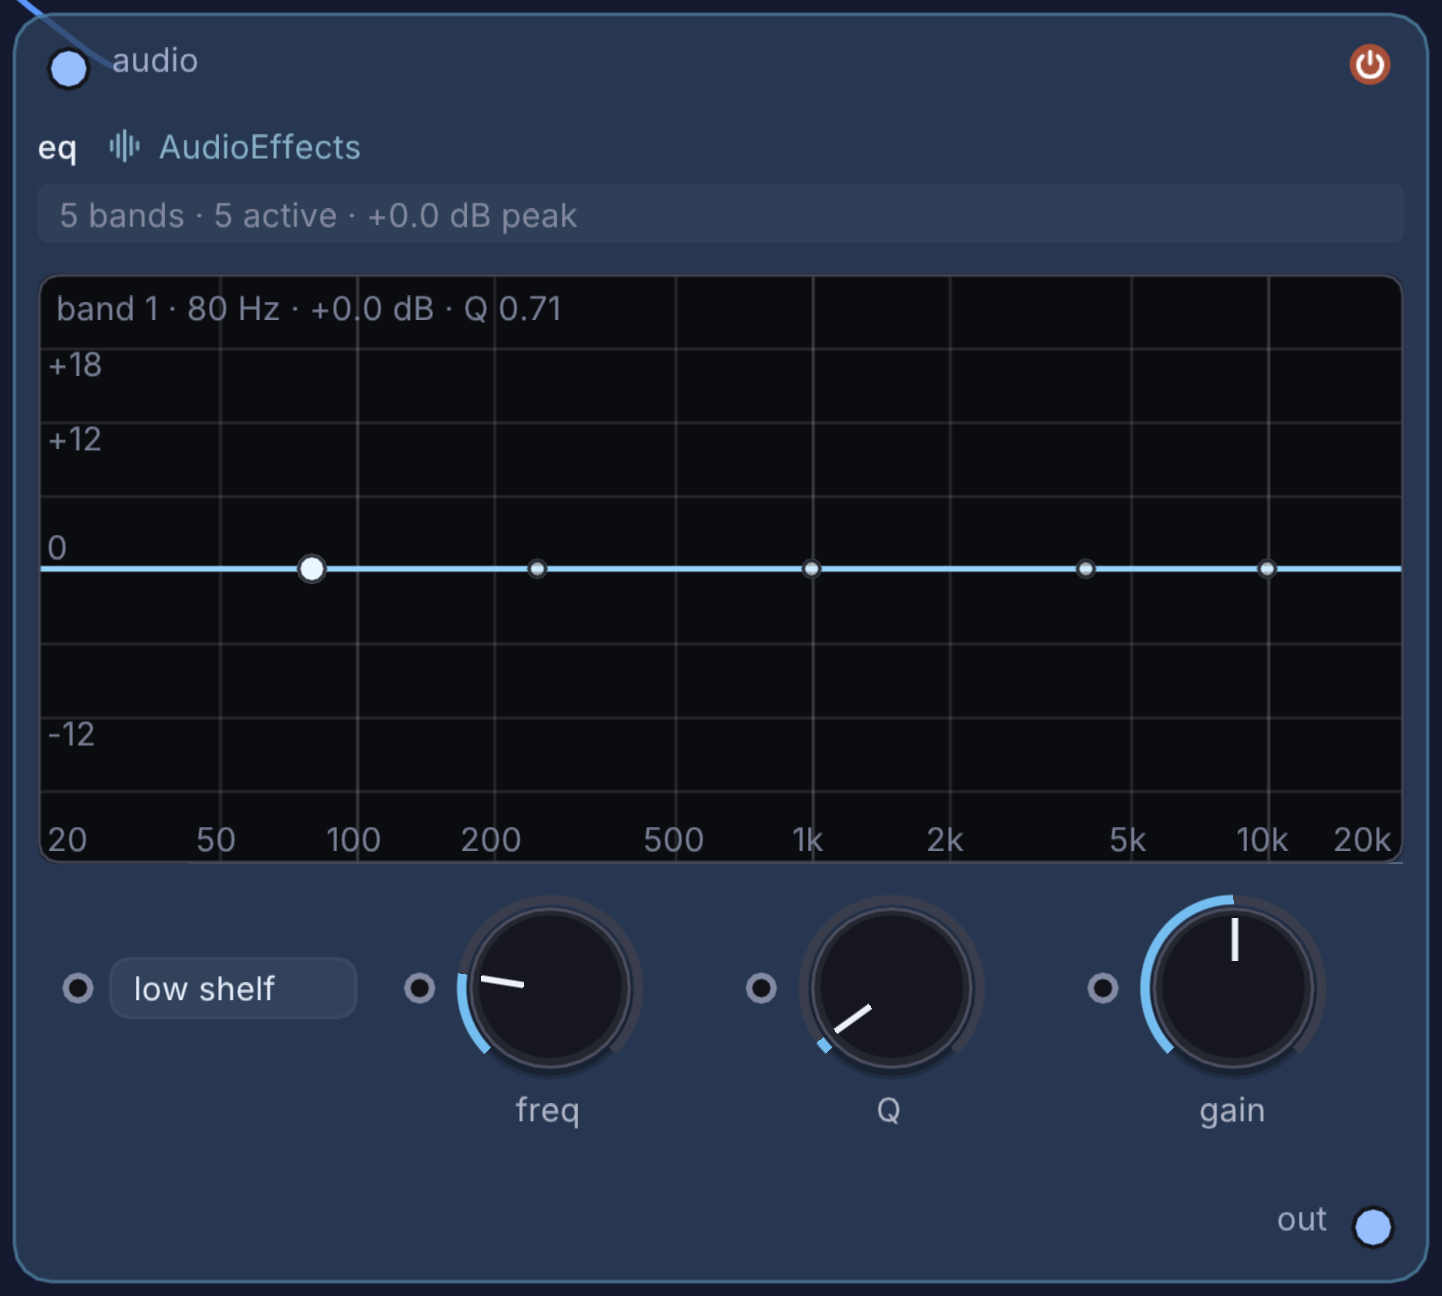 audio
eq AudioEffects
5 bands · 5 active · +0.0 dB peak
band 1 · 80 Hz · +0.0 dB · Q 0.71
+18
+12
0
-12
20 50 100 200 500 1k 2k 5k 10k 20k
low shelf
freq Q gain
out